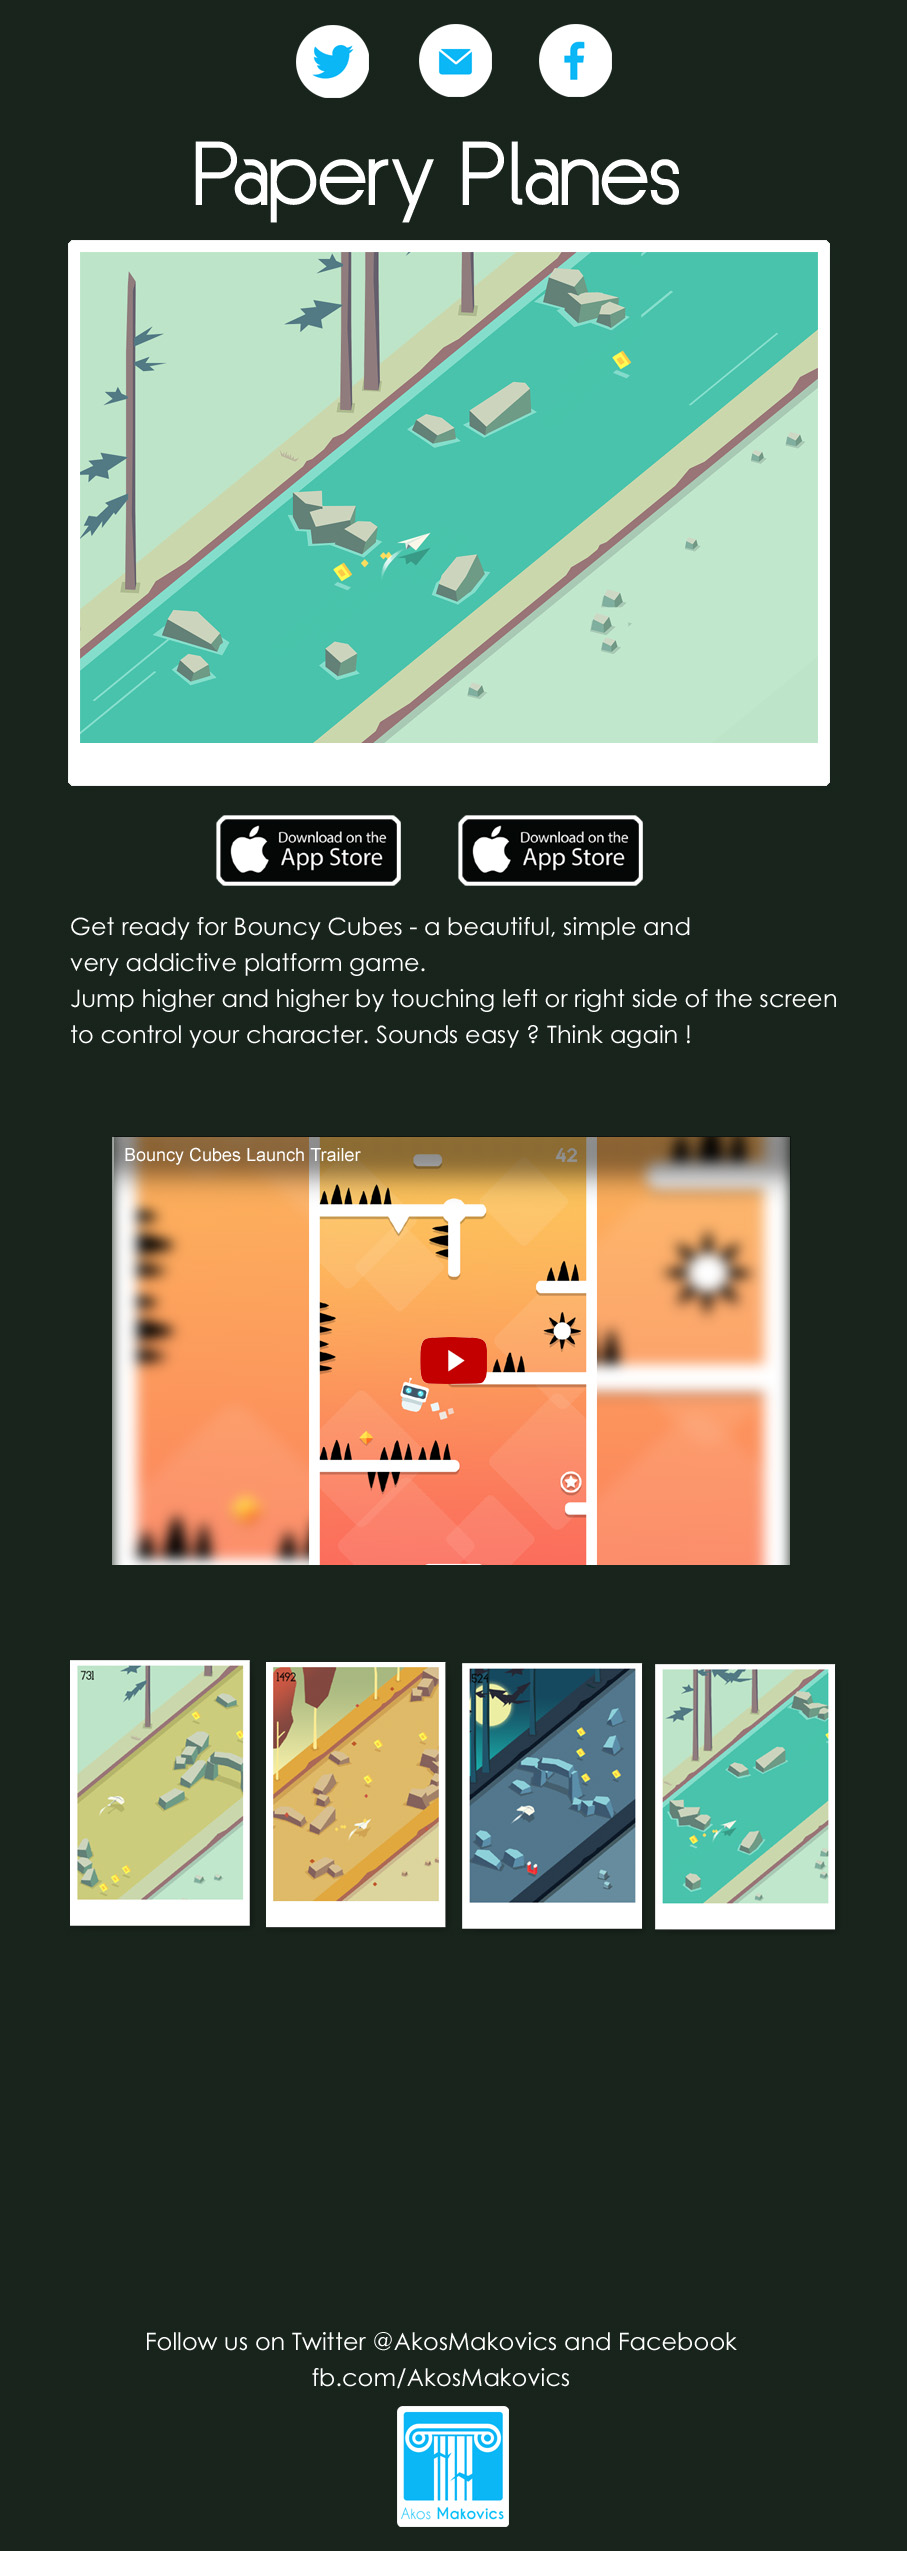 Papery Planes
Download on the
App Store
Download on the
App Store
Get ready for Bouncy Cubes - a beautiful, simple and
very addictive platform game.
Jump higher and higher by touching left or right side of the screen
to control your character. Sounds easy ? Think again !
Bouncy Cubes Launch Trailer
42
731
1492
524
Follow us on Twitter @AkosMakovics and Facebook
fb.com/AkosMakovics
Akos Makovics